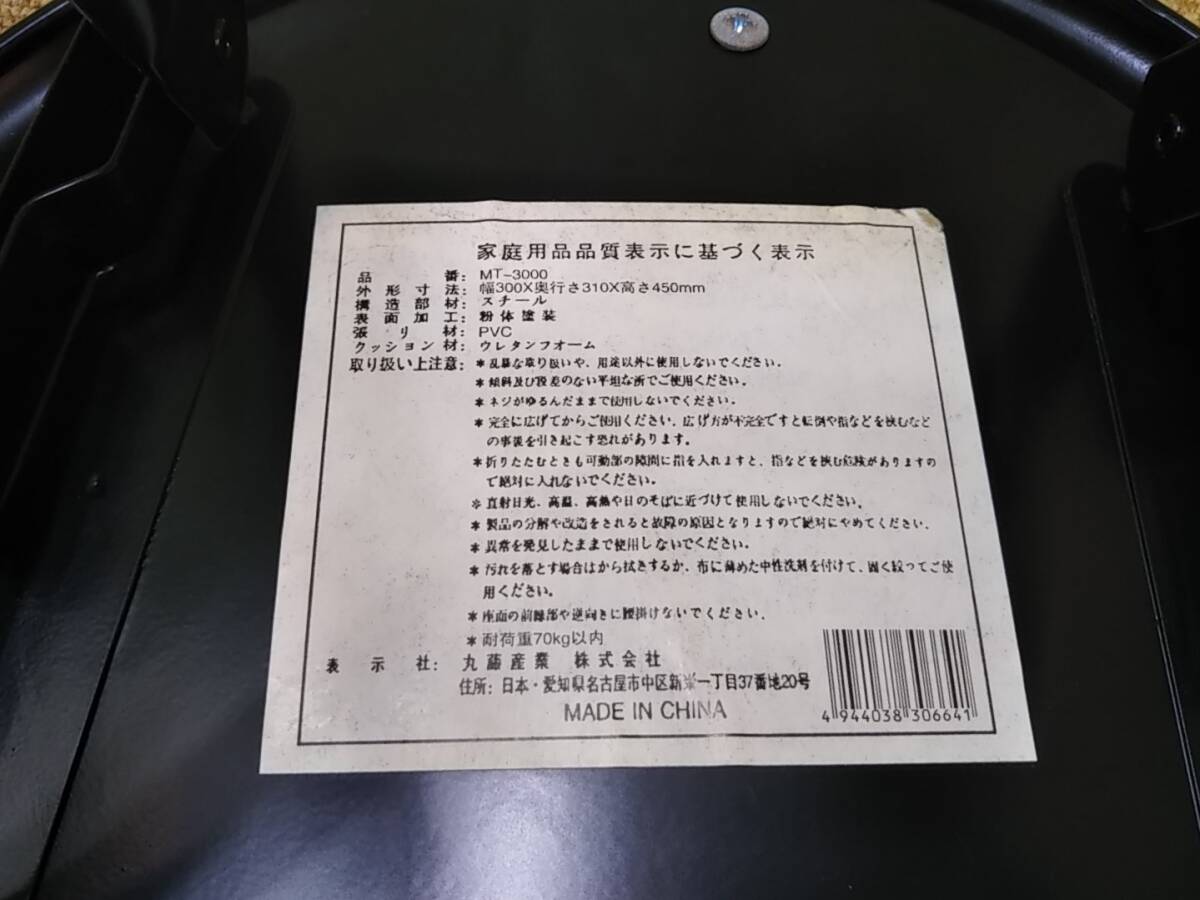 家庭用品品質表示に基づく表示
品 番: MT-3000
外形寸法: 幅300X奥行さ310X高さ450mm
構造部材: スチール
表面加工: 粉体塗装
張り材: PVC
クッション材: ウレタンフォーム
取り扱い上注意: *乱暴な取り扱いや、用途以外に使用しないでください.
*傾斜及び段差のない平坦な所でご使用ください。
*ネジがゆるんだままで使用しないでください。
*完全に広げてからご使用ください. 広げ方が不完全ですと転倒や指などを挟むなど
の事後を引き起こす恐れがあります。
*折りたたむときも可動部の隙間に指を入れますと、指などを挟む危険がありますの
で絶対に入れないでください。
*直射日光、高温、高熱や日のそばに近づけて使用しないでください。
*製品の分解や改造をされると故障の原因となりますので絶対にやめてください.
*異常を発見したままで使用しないでください。
*汚れを落とす場合はから拭きするか、布に薄めた中性洗剤を付けて、固く絞ってご使
用ください。
*座面の前縁部や逆向きに腰掛けないでください.
*耐荷重70kg以内
表示社: 丸藤産業 株式会社
住所: 日本・愛知県名古屋市中区新栄一丁目37番地20号
MADE IN CHINA
4 944038 306641